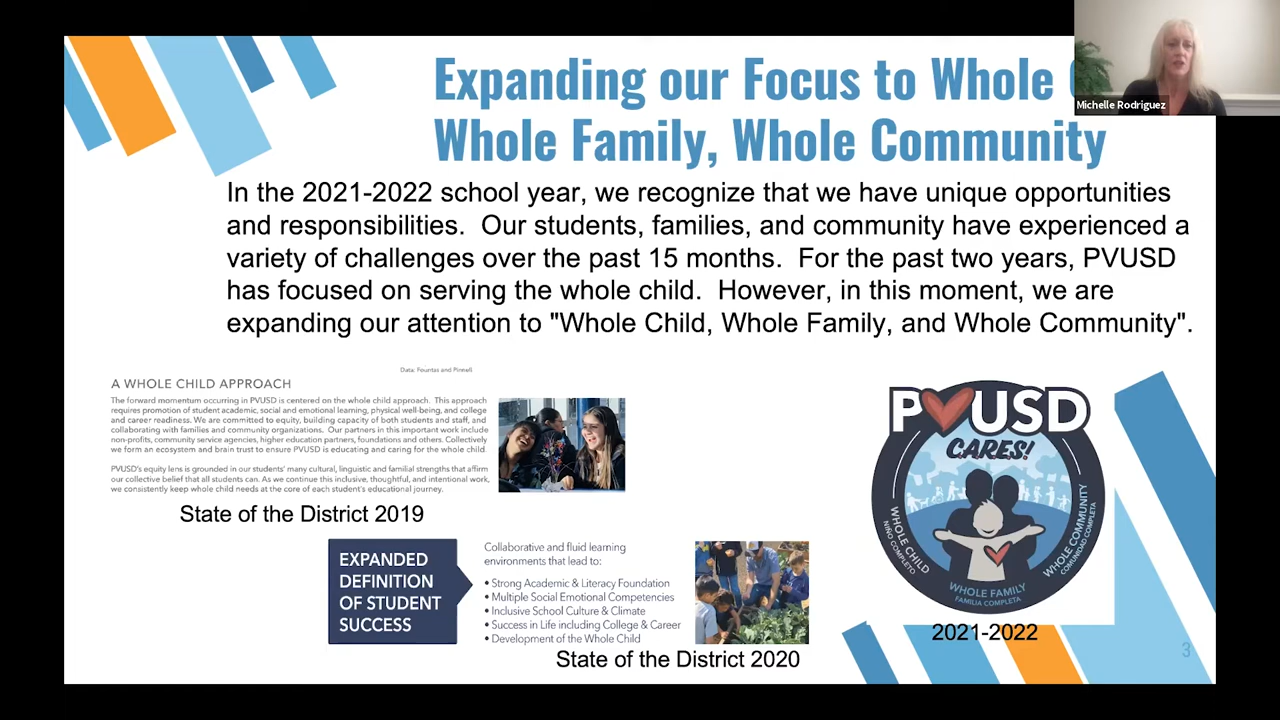 Expanding our Focus to Whole
Whole Family, Whole Community
Michelle Rodriguez
In the 2021-2022 school year, we recognize that we have unique opportunities
and responsibilities.  Our students, families, and community have experienced a
variety of challenges over the past 15 months.  For the past two years, PVUSD
has focused on serving the whole child.  However, in this moment, we are
expanding our attention to "Whole Child, Whole Family, and Whole Community".
Data: Fountas and Pinnell
A WHOLE CHILD APPROACH
The forward momentum occurring in PVUSD is centered on the whole child approach.  This approach
requires promotion of student academic, social and emotional learning, physical well-being, and college
and career readiness. We are committed to equity, building capacity of both students and staff, and
collaborating with families and community organizations.  Our partners in this important work include
non-profits, community service agencies, higher education partners, foundations and others. Collectively
we form an ecosystem and brain trust to ensure PVUSD is educating and caring for the whole child.
PVUSD's equity lens is grounded in our students' many cultural, linguistic and familial strengths that affirm
our collective belief that all students can. As we continue this inclusive, thoughtful, and intentional work,
we consistently keep whole child needs at the core of each student's educational journey.
State of the District 2019
EXPANDED
DEFINITION
OF STUDENT
SUCCESS
Collaborative and fluid learning
environments that lead to:
• Strong Academic & Literacy Foundation
• Multiple Social Emotional Competencies
• Inclusive School Culture & Climate
• Success in Life including College & Career
• Development of the Whole Child
State of the District 2020
PVUSD
CARES!
WHOLE CHILD
NIÑO COMPLETO
WHOLE FAMILY
FAMILIA COMPLETA
WHOLE COMMUNITY
COMUNIDAD COMPLETA
2021-2022
3